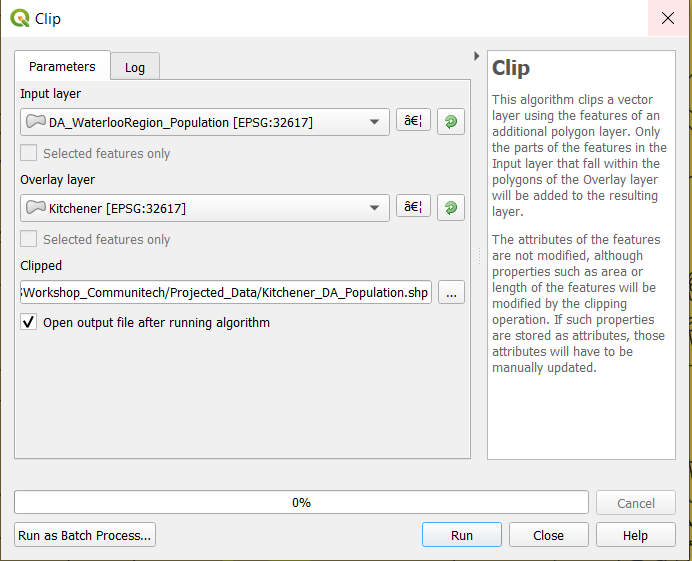 Clip
Parameters
Log
Input layer
DA_WaterlooRegion_Population [EPSG:32617]
â€¦
Selected features only
Overlay layer
Kitchener [EPSG:32617]
â€¦
Selected features only
Clipped
Workshop_Communitech/Projected_Data/Kitchener_DA_Population.shp
...
Open output file after running algorithm
Clip
This algorithm clips a vector
layer using the features of an
additional polygon layer. Only
the parts of the features in the
Input layer that fall within the
polygons of the Overlay layer
will be added to the resulting
layer.
The attributes of the features
are not modified, although
properties such as area or
length of the features will be
modified by the clipping
operation. If such properties
are stored as attributes, those
attributes will have to be
manually updated.
0%
Cancel
Run as Batch Process...
Run
Close
Help